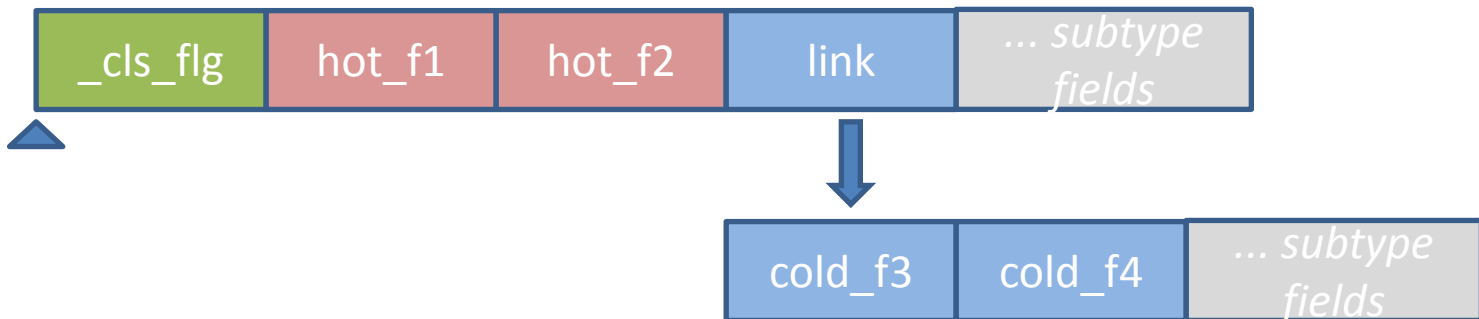 _cls_flg hot_f1 hot_f2 link ... subtype
fields
cold_f3 cold_f4 ... subtype
fields